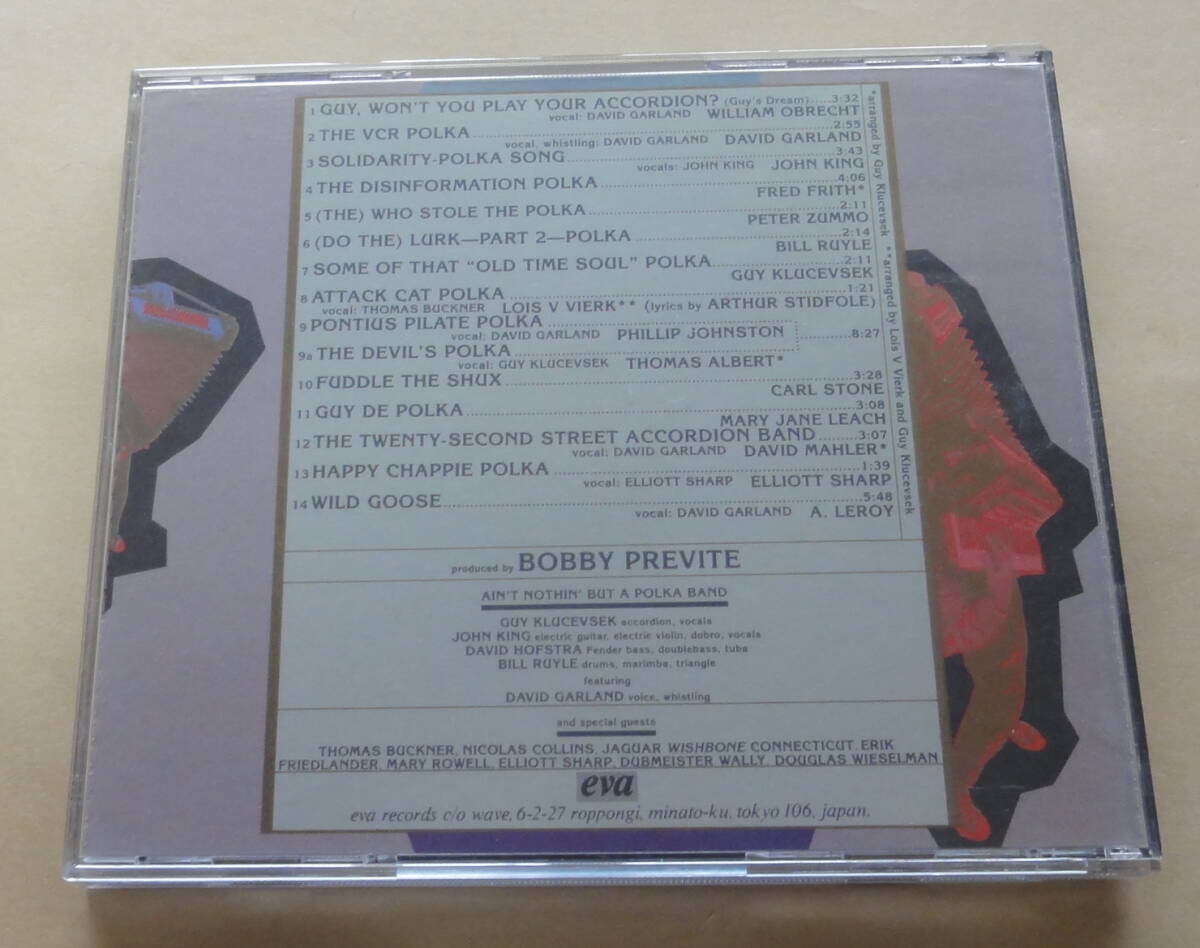 1 GUY, WON'T YOU PLAY YOUR ACCORDION? (Guy's Dream).....3:32
vocal: DAVID GARLAND WILLIAM OBRECHT
2 THE VCR POLKA 2:55
vocal, whistling: DAVID GARLAND DAVID GARLAND
3 SOLIDARITY-POLKA SONG 3:43
vocals: JOHN KING JOHN KING
4 THE DISINFORMATION POLKA 4:06
FRED FRITH*
5 (THE) WHO STOLE THE POLKA 2:11
PETER ZUMMO
6 (DO THE) LURK—PART 2—POLKA 2:14
BILL RUYLE
7 SOME OF THAT "OLD TIME SOUL" POLKA 2:11
GUY KLUCEVSEK
8 ATTACK CAT POLKA 1:21
vocal: THOMAS BUCKNER LOIS V VIERK** (lyrics by ARTHUR STIDFOLE)
9 PONTIUS PILATE POLKA
vocal: DAVID GARLAND PHILLIP JOHNSTON 8:27
9a THE DEVIL'S POLKA
vocal: GUY KLUCEVSEK THOMAS ALBERT*
10 FUDDLE THE SHUX 3:28
CARL STONE
11 GUY DE POLKA 3:08
MARY JANE LEACH
12 THE TWENTY-SECOND STREET ACCORDION BAND 3:07
vocal: DAVID GARLAND DAVID MAHLER*
13 HAPPY CHAPPIE POLKA 1:39
vocal: ELLIOTT SHARP ELLIOTT SHARP
14 WILD GOOSE 5:48
vocal: DAVID GARLAND A. LEROY
*arranged by Guy Klucevsek **arranged by Lois V Vierk and Guy Klucevsek
produced by BOBBY PREVITE
AIN'T NOTHIN' BUT A POLKA BAND
GUY KLUCEVSEK accordion, vocals
JOHN KING electric guitar, electric violin, dobro, vocals
DAVID HOFSTRA Fender bass, doublebass, tuba
BILL RUYLE drums, marimba, triangle
featuring
DAVID GARLAND voice, whistling
and special guests
THOMAS BUCKNER, NICOLAS COLLINS, JAGUAR WISHBONE CONNECTICUT, ERIK
FRIEDLANDER, MARY ROWELL, ELLIOTT SHARP, DUBMEISTER WALLY, DOUGLAS WIESELMAN
eva
eva records c/o wave, 6-2-27 roppongi, minato-ku, tokyo 106, japan.